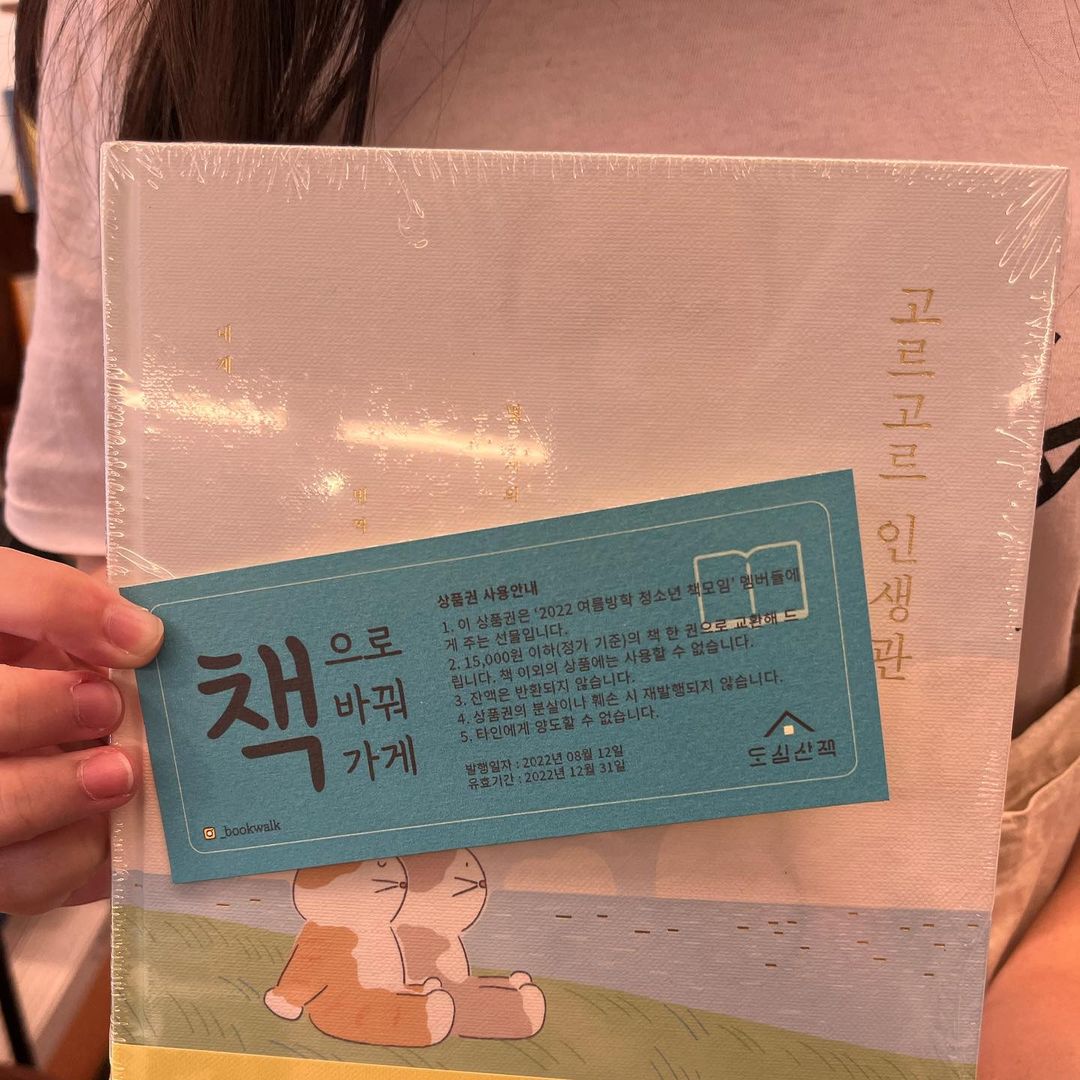 고르고르 인생관
네 개
책으로
바꿔
가게
_bookwalk
상품권 사용안내
1. 이 상품권은 '2022 여름방학 청소년 책모임' 멤버들에
게 주는 선물입니다.
2. 15,000원 이하(정가 기준)의 책 한 권으로 교환해 드
립니다. 책 이외의 상품에는 사용할 수 없습니다.
3. 잔액은 반환되지 않습니다.
4. 상품권의 분실이나 훼손 시 재발행되지 않습니다.
5. 타인에게 양도할 수 없습니다.
발행일자 : 2022년 08월 12일
유효기간 : 2022년 12월 31일
도심산책